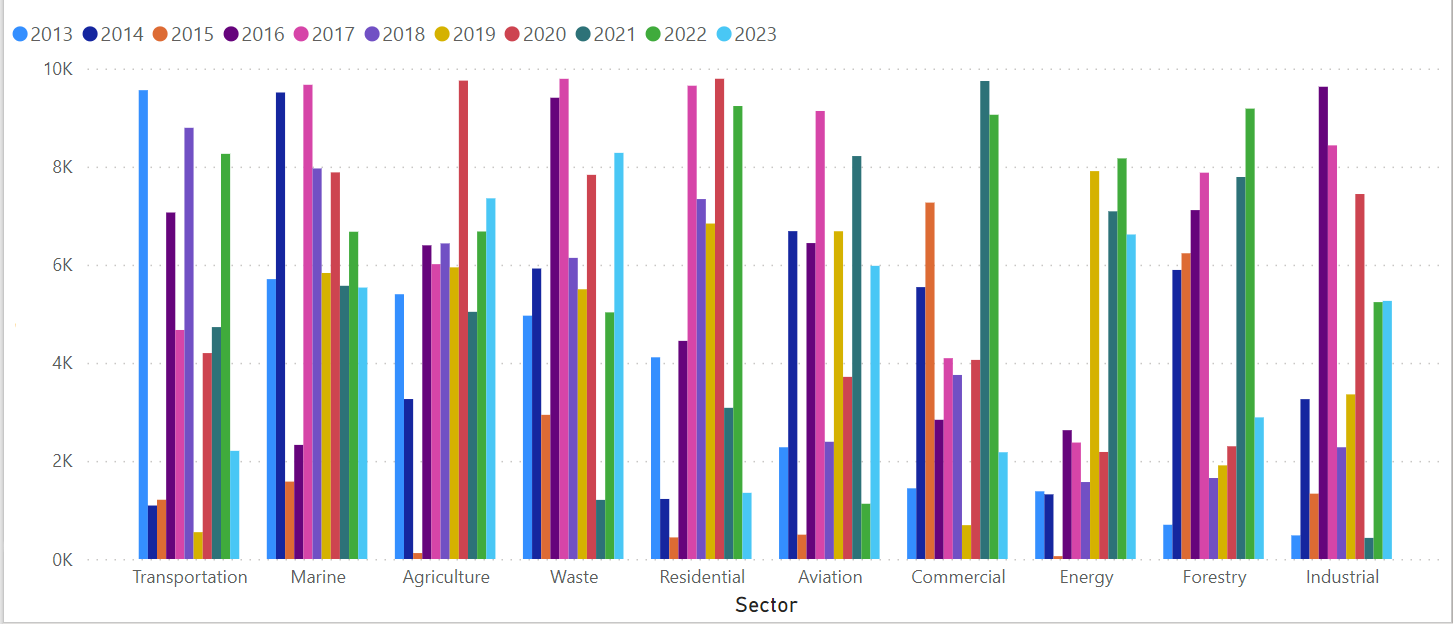 2013 2014 2015 2016 2017 2018 2019 2020 2021 2022 2023
10K
8K
6K
4K
2K
0K
Transportation Marine Agriculture Waste Residential Aviation Commercial Energy Forestry Industrial
Sector